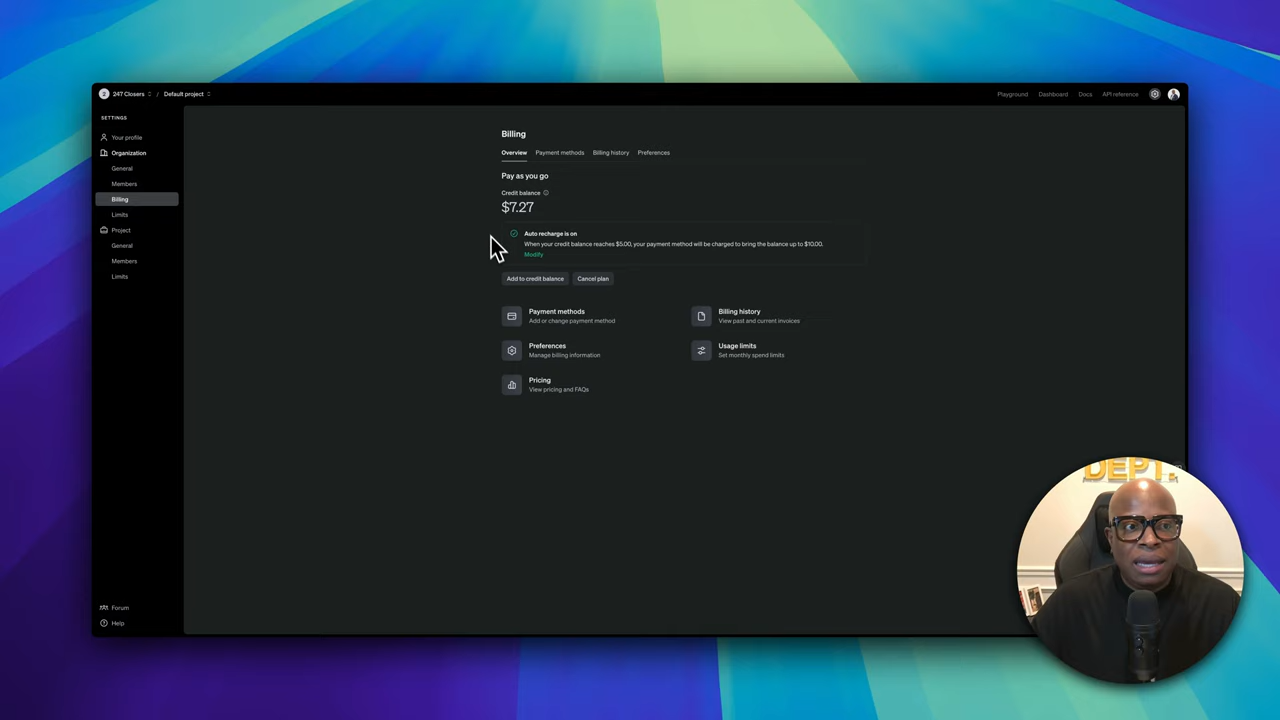 247 Closers / Default project
Playground Dashboard Docs API reference
SETTINGS
Your profile
Organization
General
Members
Billing
Limits
Project
General
Members
Limits
Forum
Help
Billing
Overview Payment methods Billing history Preferences
Pay as you go
Credit balance
$7.27
Auto recharge is on
When your credit balance reaches $5.00, your payment method will be charged to bring the balance up to $10.00.
Modify
Add to credit balance Cancel plan
Payment methods
Add or change payment method
Billing history
View past and current invoices
Preferences
Manage billing information
Usage limits
Set monthly spend limits
Pricing
View pricing and FAQs
DEPT.